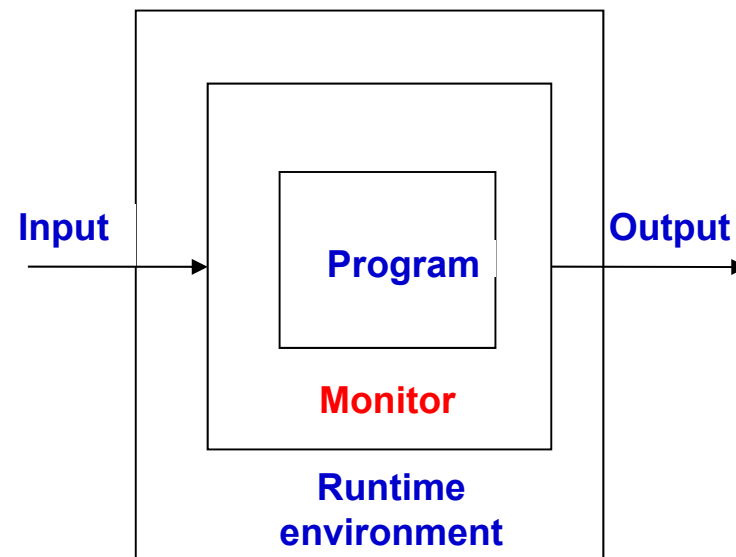 Input
Output
Program
Monitor
Runtime
environment